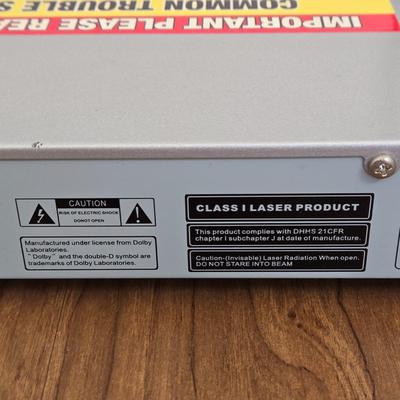 IMPORTANT PLEASE REA
COMMON TROUBLE S
CAUTION
RISK OF ELECTRIC SHOCK
DONOT OPEN
Manufactured under license from Dolby
Laboratories.
"Dolby" and the double-D symbol are
trademarks of Dolby Laboratories.
CLASS I LASER PRODUCT
This product complies with DHHS 21CFR
chapter I subchapter J at date of manufacture.
Caution-(Invisable) Laser Radiation When open.
DO NOT STARE INTO BEAM